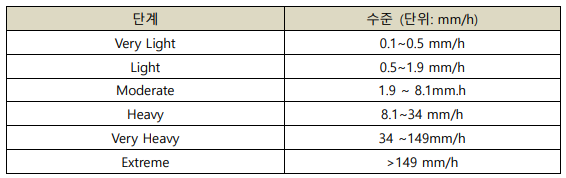 단계 수준 (단위: mm/h)
Very Light 0.1~0.5 mm/h
Light 0.5~1.9 mm/h
Moderate 1.9 ~ 8.1mm.h
Heavy 8.1~34 mm/h
Very Heavy 34 ~149mm/h
Extreme >149 mm/h